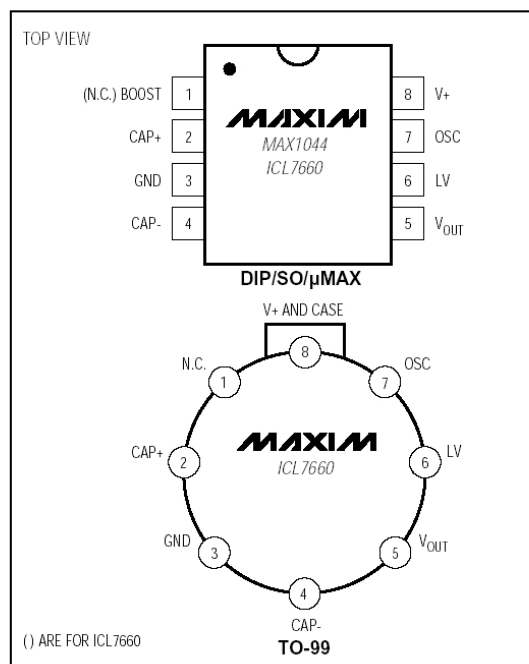 TOP VIEW
(N.C.) BOOST 1
CAP+ 2
GND 3
CAP- 4
MAXIM
MAX1044
ICL7660
8 V+
7 OSC
6 LV
5 VOUT
DIP/SO/µMAX
V+ AND CASE
8
N.C. 1
7 OSC
CAP+ 2
MAXIM
ICL7660
6 LV
GND 3
5 VOUT
4
CAP-
TO-99
( ) ARE FOR ICL7660